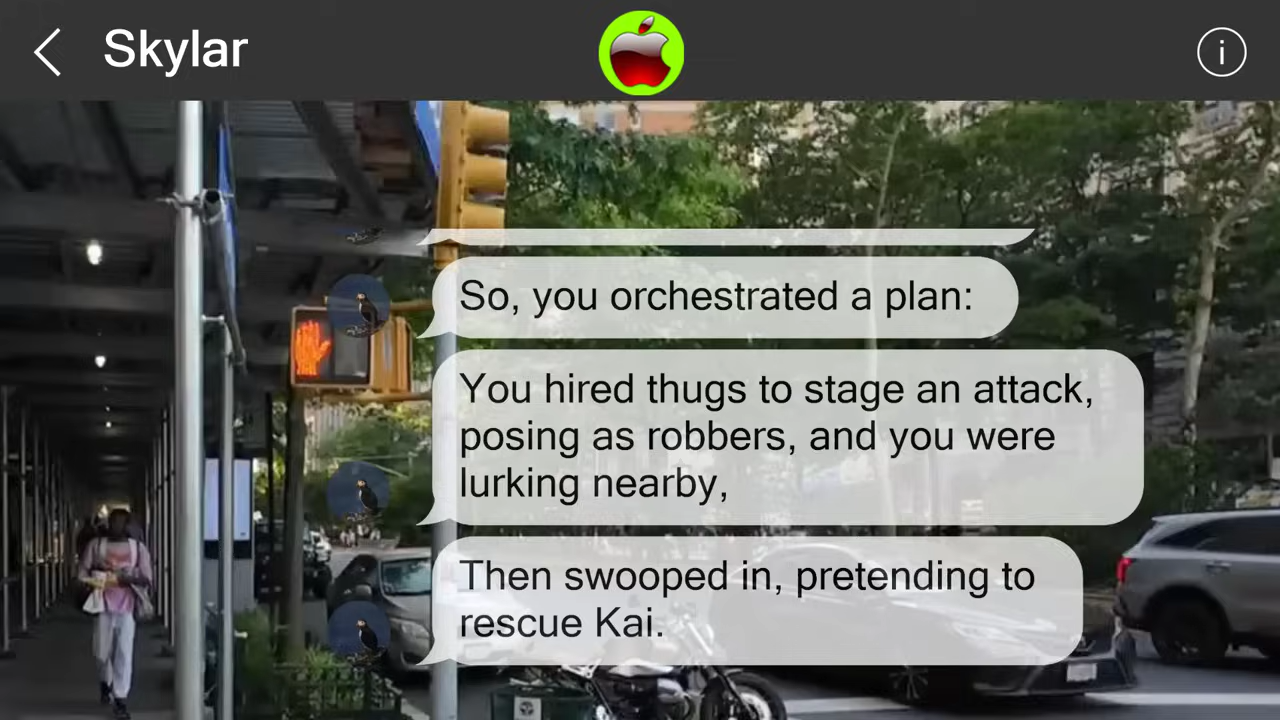 Skylar
i
So, you orchestrated a plan:
You hired thugs to stage an attack,
posing as robbers, and you were
lurking nearby,
Then swooped in, pretending to
rescue Kai.